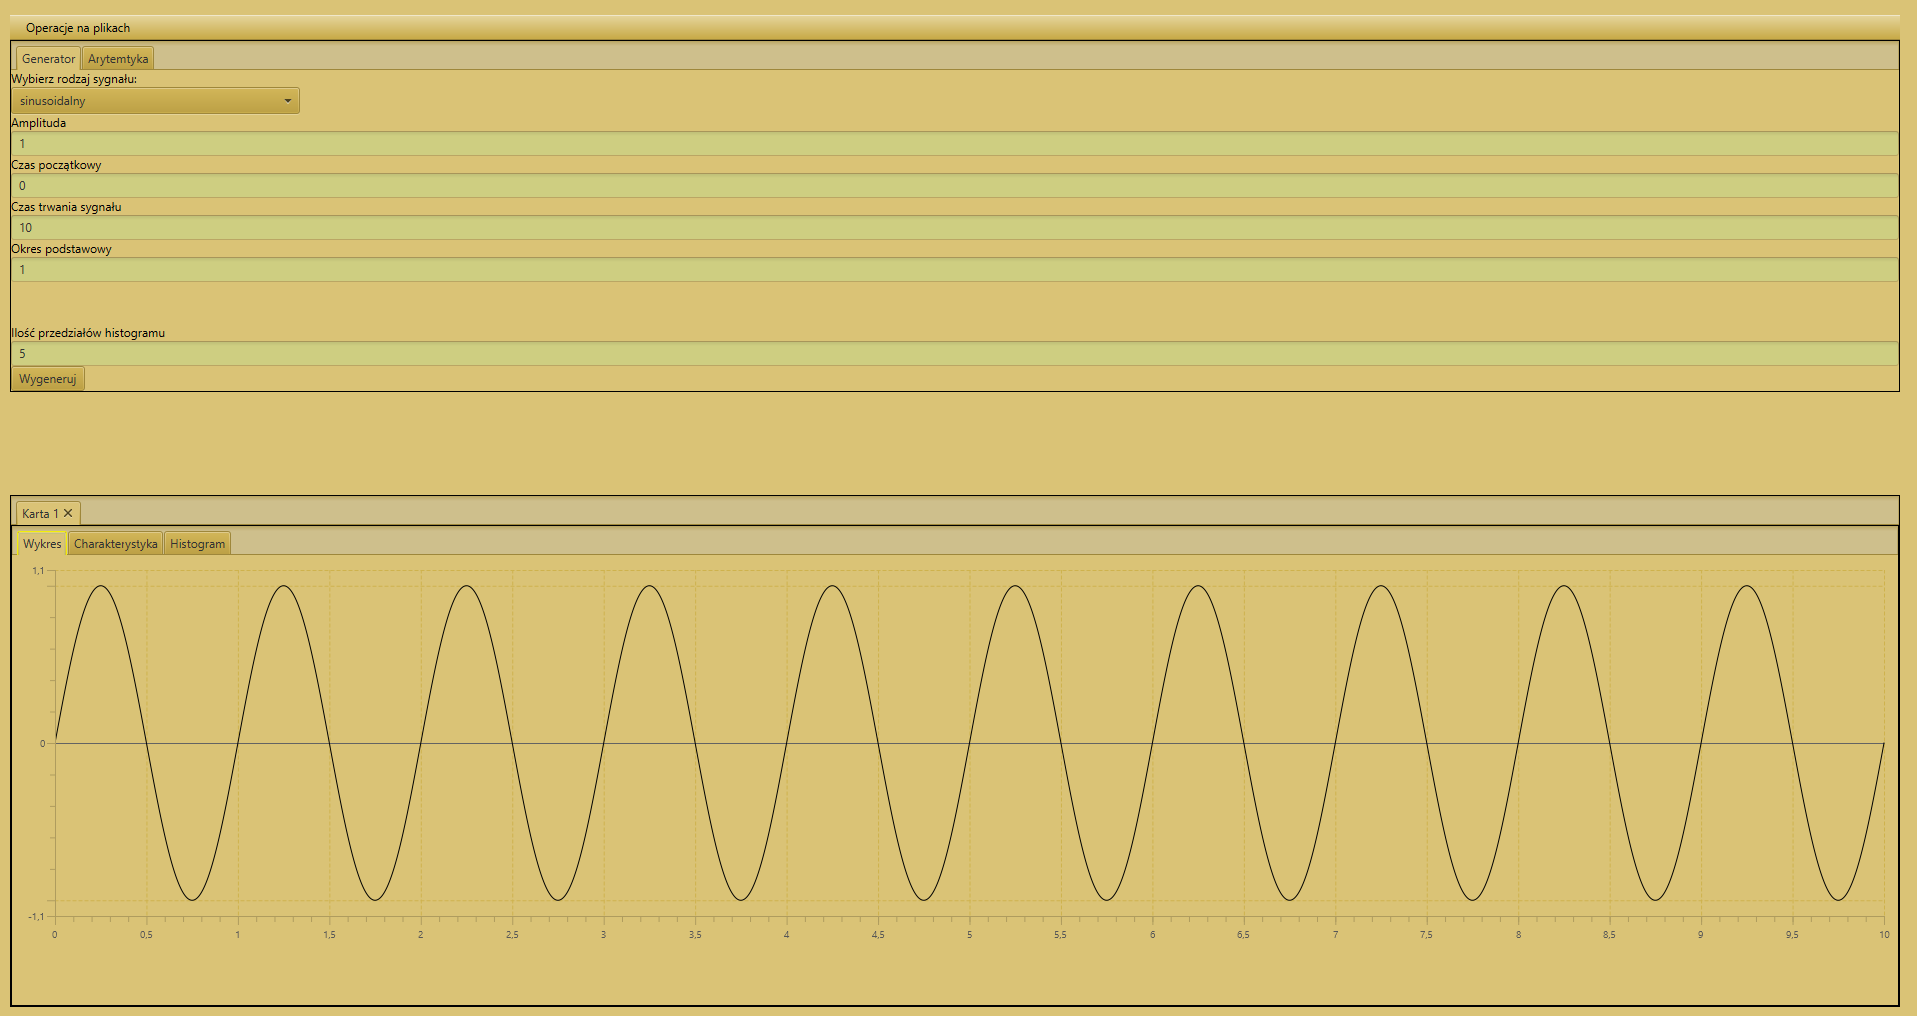 Operacje na plikach
Generator Arytemtyka
Wybierz rodzaj sygnału:
sinusoidalny
Amplituda
1
Czas początkowy
0
Czas trwania sygnału
10
Okres podstawowy
1
Ilość przedziałów histogramu
5
Wygeneruj
Karta 1
Wykres Charakterystyka Histogram
1,1
0
-1,1
0 0,5 1 1,5 2 2,5 3 3,5 4 4,5 5 5,5 6 6,5 7 7,5 8 8,5 9 9,5 10